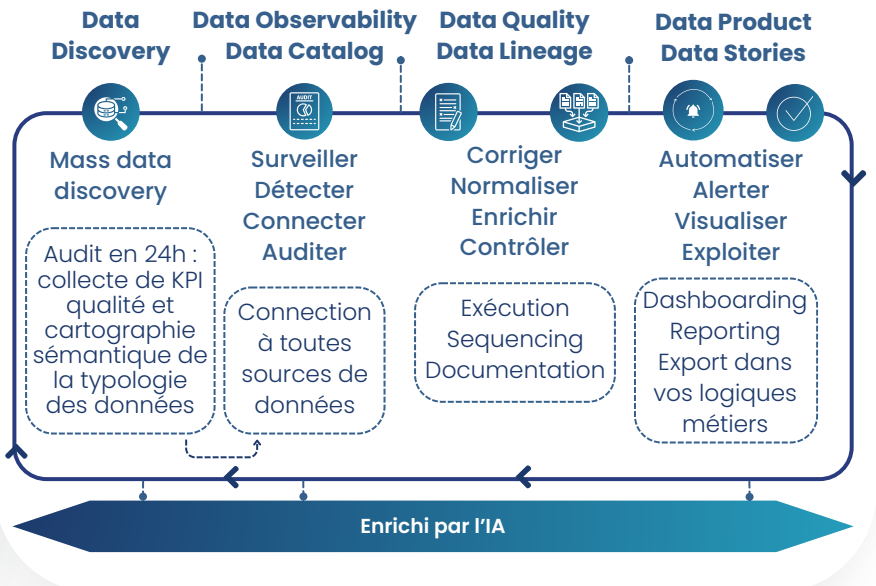 Data
Discovery
Data Observability
Data Catalog
Data Quality
Data Lineage
Data Product
Data Stories
AUDIT
Mass data
discovery
Surveiller
Détecter
Connecter
Auditer
Corriger
Normaliser
Enrichir
Contrôler
Automatiser
Alerter
Visualiser
Exploiter
Audit en 24h :
collecte de KPI
qualité et
cartographie
sémantique de
la typologie
des données
Connection
à toutes
sources de
données
Exécution
Sequencing
Documentation
Dashboarding
Reporting
Export dans
vos logiques
métiers
Enrichi par l’IA